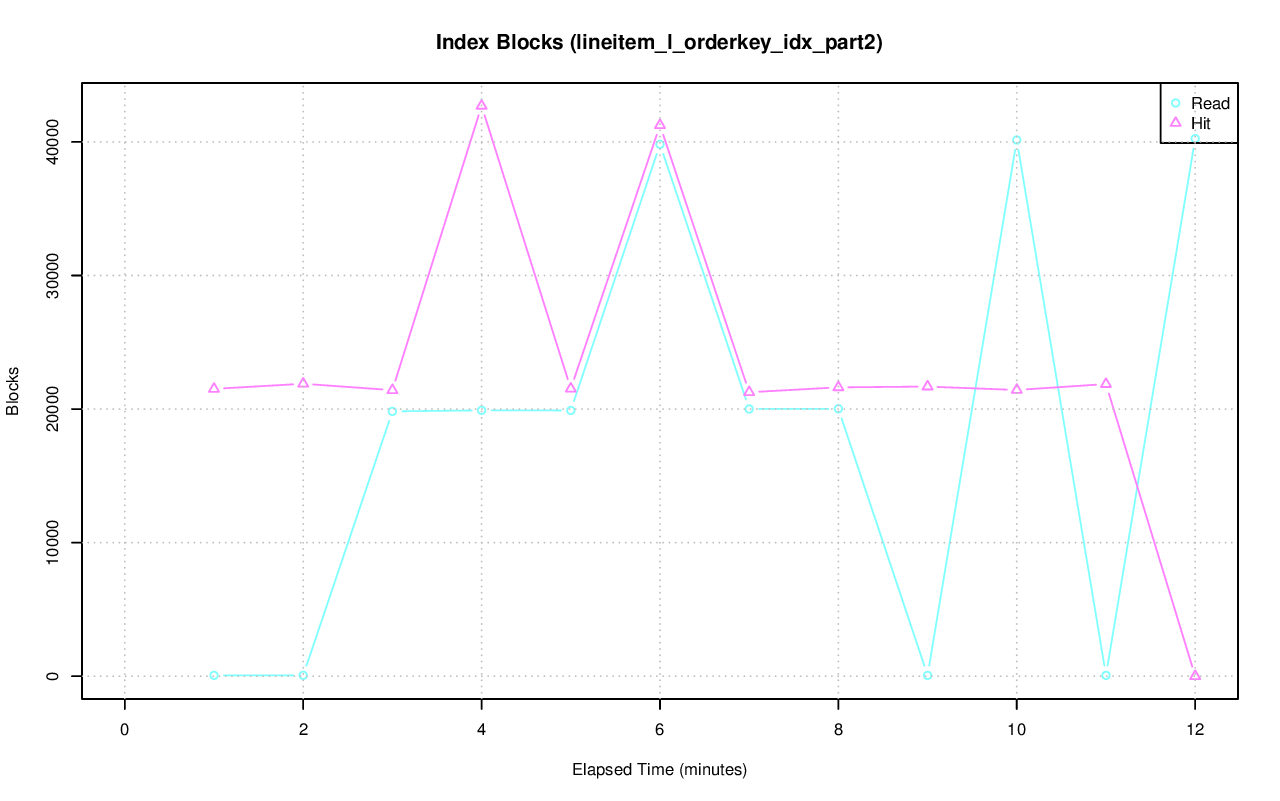 Index Blocks (lineitem_l_orderkey_idx_part2)
Read
Hit
Blocks
40000
30000
20000
10000
0
0 2 4 6 8 10 12
Elapsed Time (minutes)